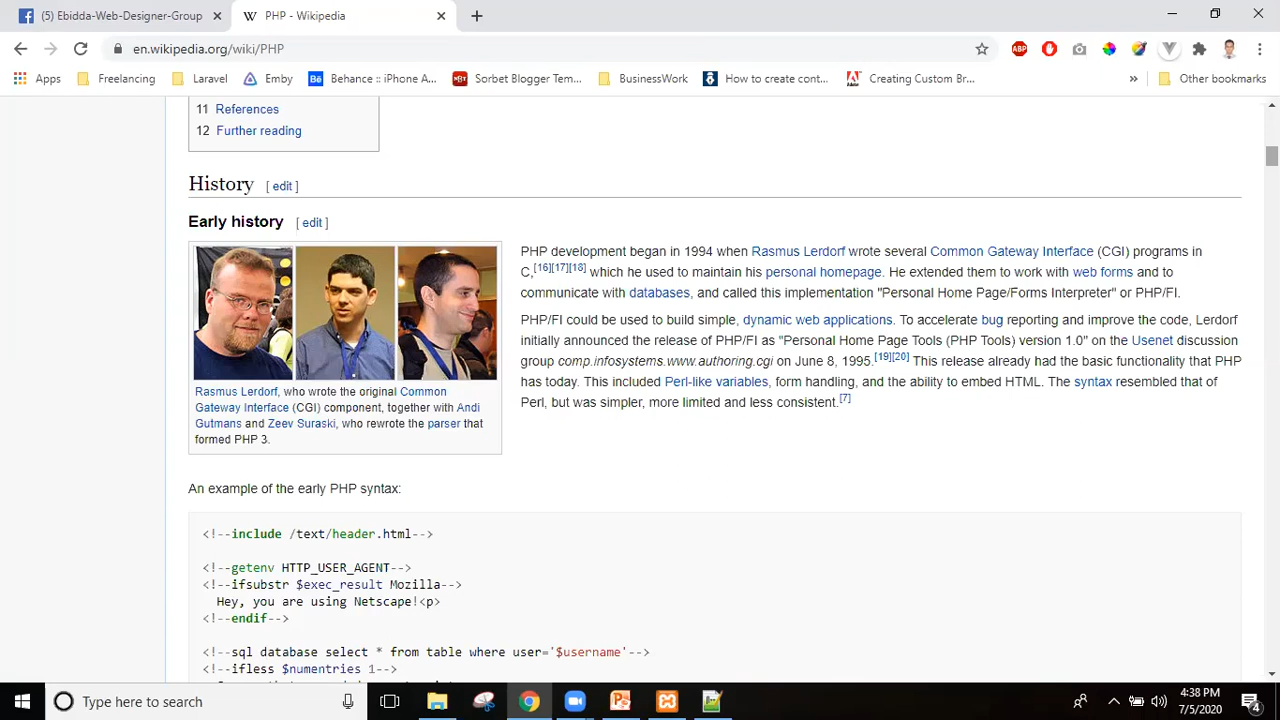 (5) Ebidda-Web-Designer-Group
PHP - Wikipedia
en.wikipedia.org/wiki/PHP
Apps
Freelancing
Laravel
Emby
Behance :: iPhone A...
Sorbet Blogger Tem...
BusinessWork
How to create cont...
Creating Custom Br...
Other bookmarks
11 References
12 Further reading
History [ edit ]
Early history [ edit ]
Rasmus Lerdorf, who wrote the original Common
Gateway Interface (CGI) component, together with Andi
Gutmans and Zeev Suraski, who rewrote the parser that
formed PHP 3.
PHP development began in 1994 when Rasmus Lerdorf wrote several Common Gateway Interface (CGI) programs in
C,[16][17][18] which he used to maintain his personal homepage. He extended them to work with web forms and to
communicate with databases, and called this implementation "Personal Home Page/Forms Interpreter" or PHP/FI.
PHP/FI could be used to build simple, dynamic web applications. To accelerate bug reporting and improve the code, Lerdorf
initially announced the release of PHP/FI as "Personal Home Page Tools (PHP Tools) version 1.0" on the Usenet discussion
group comp.infosystems.www.authoring.cgi on June 8, 1995.[19][20] This release already had the basic functionality that PHP
has today. This included Perl-like variables, form handling, and the ability to embed HTML. The syntax resembled that of
Perl, but was simpler, more limited and less consistent.[7]
An example of the early PHP syntax:
<!--include /text/header.html-->
<!--getenv HTTP_USER_AGENT-->
<!--ifsubstr $exec_result Mozilla-->
Hey, you are using Netscape!<p>
<!--endif-->
<!--sql database select * from table where user='$username'-->
<!--ifless $numentries 1-->
Type here to search
4:38 PM
7/5/2020
4